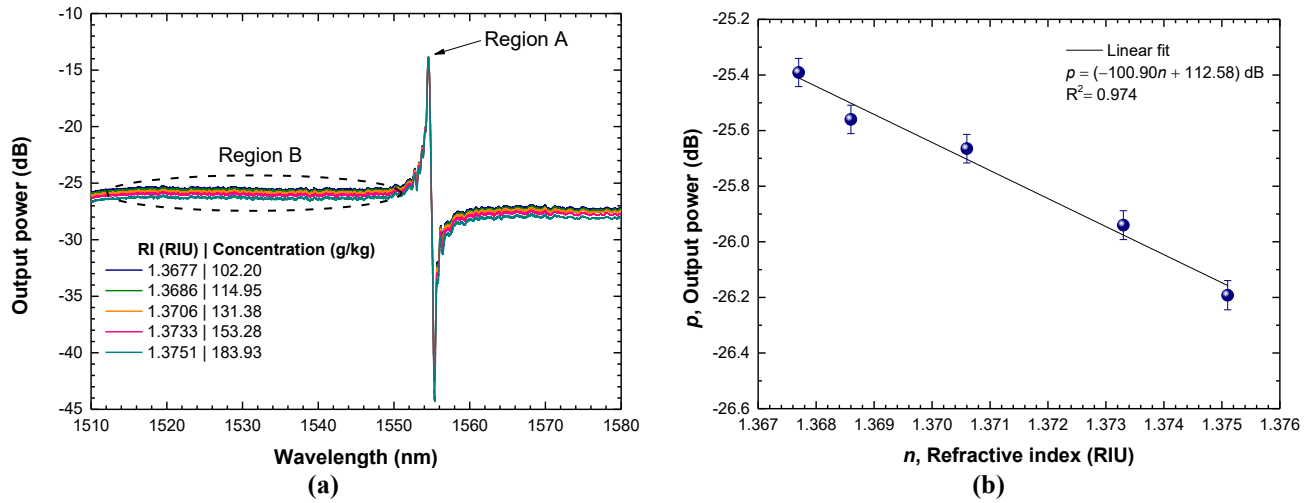 -10
-15
-20
-25
-30
-35
-40
-45
Output power (dB)
Region A
Region B
RI (RIU) | Concentration (g/kg)
1.3677 | 102.20
1.3686 | 114.95
1.3706 | 131.38
1.3733 | 153.28
1.3751 | 183.93
1510 1520 1530 1540 1550 1560 1570 1580
Wavelength (nm)
(a)
-25.2
-25.4
-25.6
-25.8
-26.0
-26.2
-26.4
-26.6
p, Output power (dB)
Linear fit
p = (−100.90n + 112.58) dB
R²= 0.974
1.367 1.368 1.369 1.370 1.371 1.372 1.373 1.374 1.375 1.376
n, Refractive index (RIU)
(b)